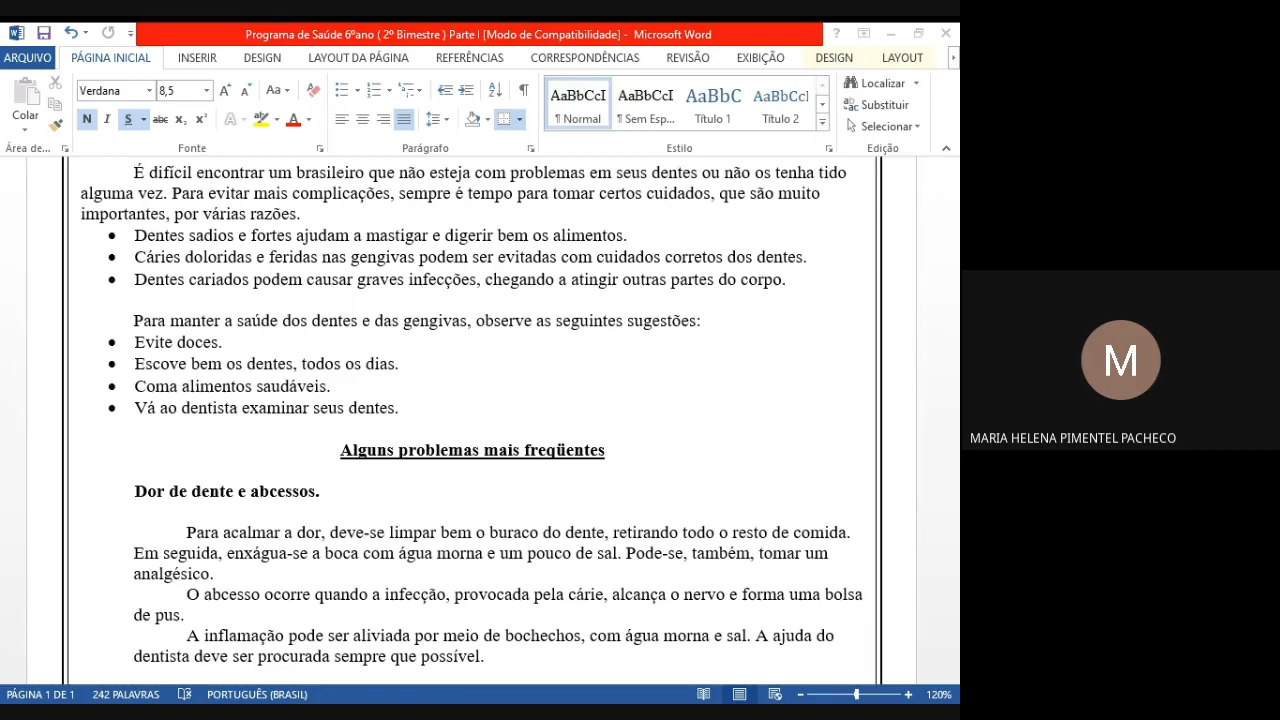 Programa de Saúde 6ºano ( 2º Bimestre ) Parte I [Modo de Compatibilidade] - Microsoft Word
ARQUIVO PÁGINA INICIAL INSERIR DESIGN LAYOUT DA PÁGINA REFERÊNCIAS CORRESPONDÊNCIAS REVISÃO EXIBIÇÃO DESIGN LAYOUT
Verdana 8,5
Colar
N I S abc x₂ x²
AaBbCcI AaBbCcI AaBbC AaBbCcI
¶ Normal ¶ Sem Esp... Título 1 Título 2
Localizar
Substituir
Selecionar
Área de... Fonte Parágrafo Estilo Edição
É difícil encontrar um brasileiro que não esteja com problemas em seus dentes ou não os tenha tido
alguma vez. Para evitar mais complicações, sempre é tempo para tomar certos cuidados, que são muito
importantes, por várias razões.
• Dentes sadios e fortes ajudam a mastigar e digerir bem os alimentos.
• Cáries doloridas e feridas nas gengivas podem ser evitadas com cuidados corretos dos dentes.
• Dentes cariados podem causar graves infecções, chegando a atingir outras partes do corpo.
Para manter a saúde dos dentes e das gengivas, observe as seguintes sugestões:
• Evite doces.
• Escove bem os dentes, todos os dias.
• Coma alimentos saudáveis.
• Vá ao dentista examinar seus dentes.
Alguns problemas mais freqüentes
Dor de dente e abcessos.
Para acalmar a dor, deve-se limpar bem o buraco do dente, retirando todo o resto de comida.
Em seguida, enxágua-se a boca com água morna e um pouco de sal. Pode-se, também, tomar um
analgésico.
O abcesso ocorre quando a infecção, provocada pela cárie, alcança o nervo e forma uma bolsa
de pus.
A inflamação pode ser aliviada por meio de bochechos, com água morna e sal. A ajuda do
dentista deve ser procurada sempre que possível.
PÁGINA 1 DE 1 242 PALAVRAS PORTUGUÊS (BRASIL) 120%
M
MARIA HELENA PIMENTEL PACHECO